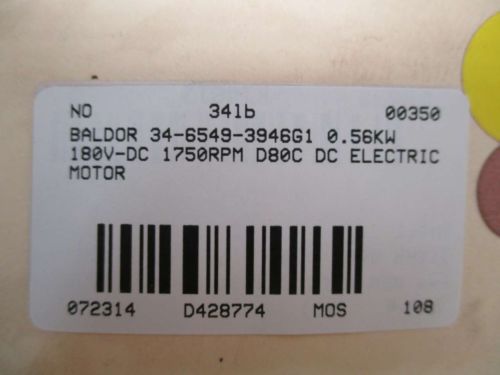 NO 34lb 00350
BALDOR 34-6549-3946G1 0.56KW
180V-DC 1750RPM D80C DC ELECTRIC
MOTOR
072314 D428774 MOS 108